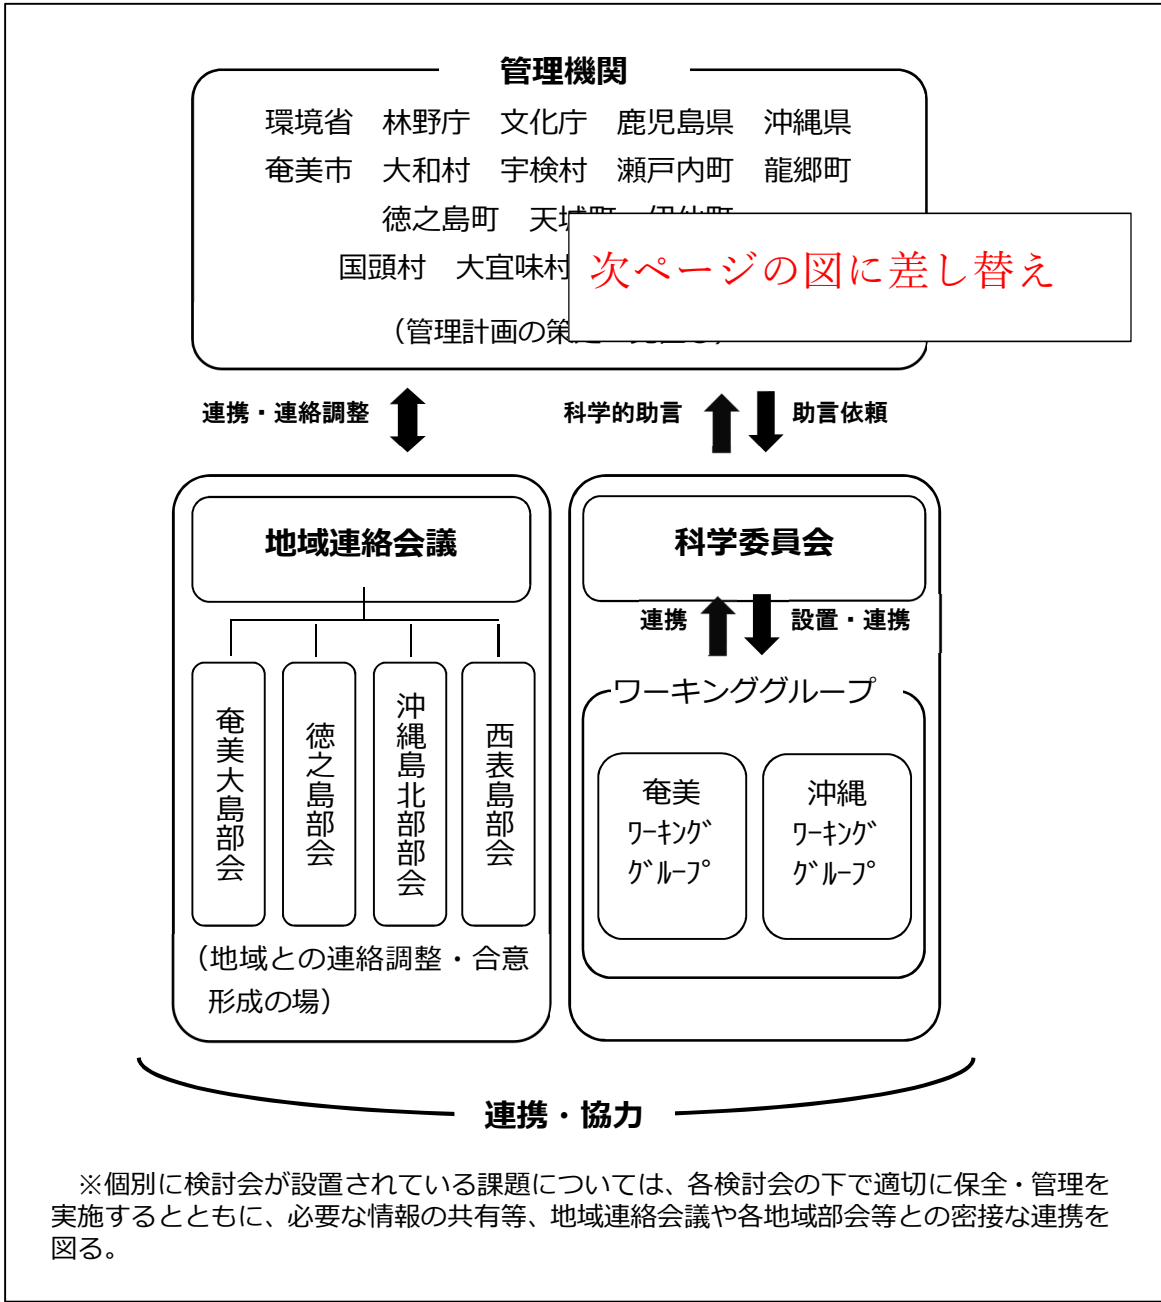 管理機関
環境省 林野庁 文化庁 鹿児島県 沖縄県
奄美市 大和村 宇検村 瀬戸内町 龍郷町
徳之島町 天城町
国頭村 大宜味村
次ページの図に差し替え
（管理計画の策
連携・連絡調整
科学的助言
助言依頼
地域連絡会議
奄美大島部会
徳之島部会
沖縄島北部部会
西表島部会
（地域との連絡調整・合意
形成の場）
科学委員会
連携
設置・連携
ワーキンググループ
奄美
ﾜｰｷﾝｸﾞ
ｸﾞﾙｰﾌﾟ
沖縄
ﾜｰｷﾝｸﾞ
ｸﾞﾙｰﾌﾟ
連携・協力
※個別に検討会が設置されている課題については、各検討会の下で適切に保全・管理を
実施するとともに、必要な情報の共有等、地域連絡会議や各地域部会等との密接な連携を
図る。